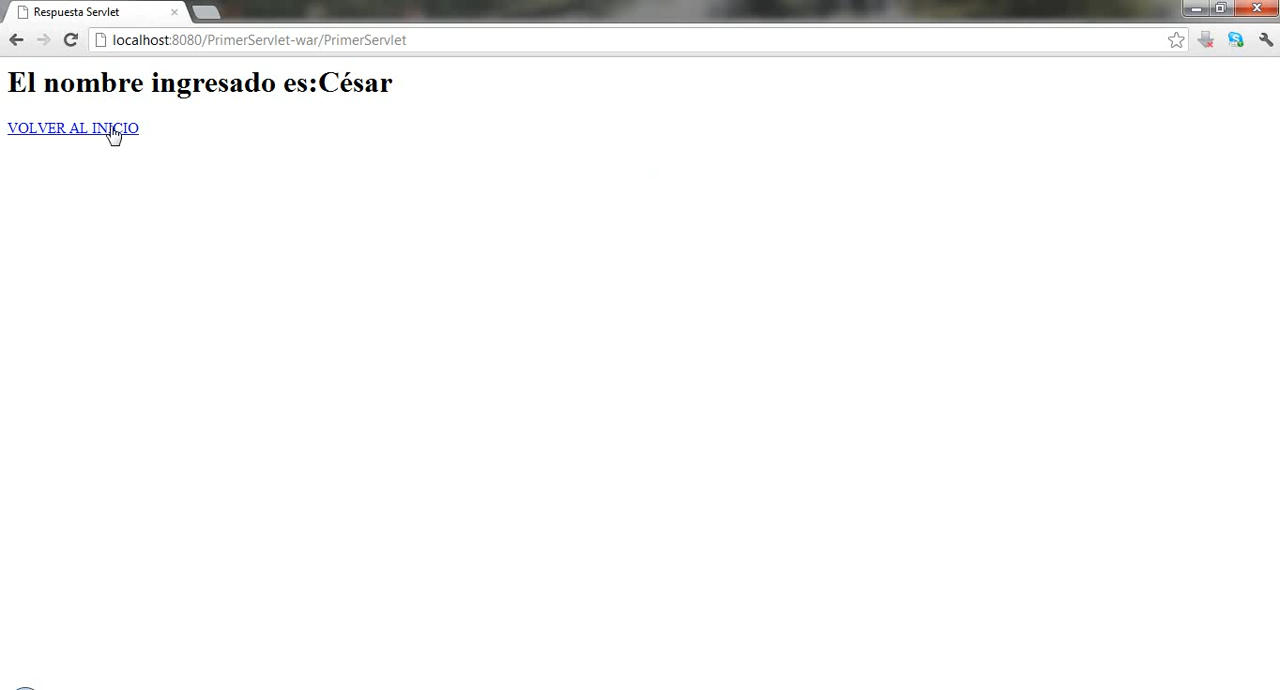 Respuesta Servlet
localhost:8080/PrimerServlet-war/PrimerServlet
El nombre ingresado es:César
VOLVER AL INICIO